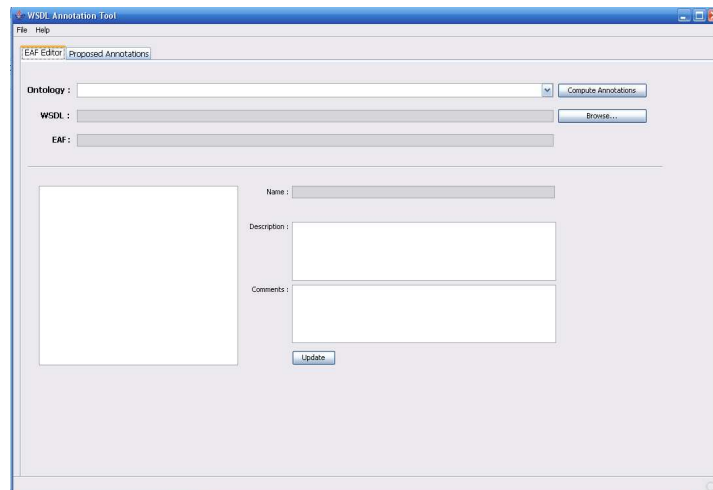 WSDL Annotation Tool
File Help
EAF Editor Proposed Annotations
Ontology : Compute Annotations
WSDL : Browse...
EAF :
Name :
Description :
Comments :
Update